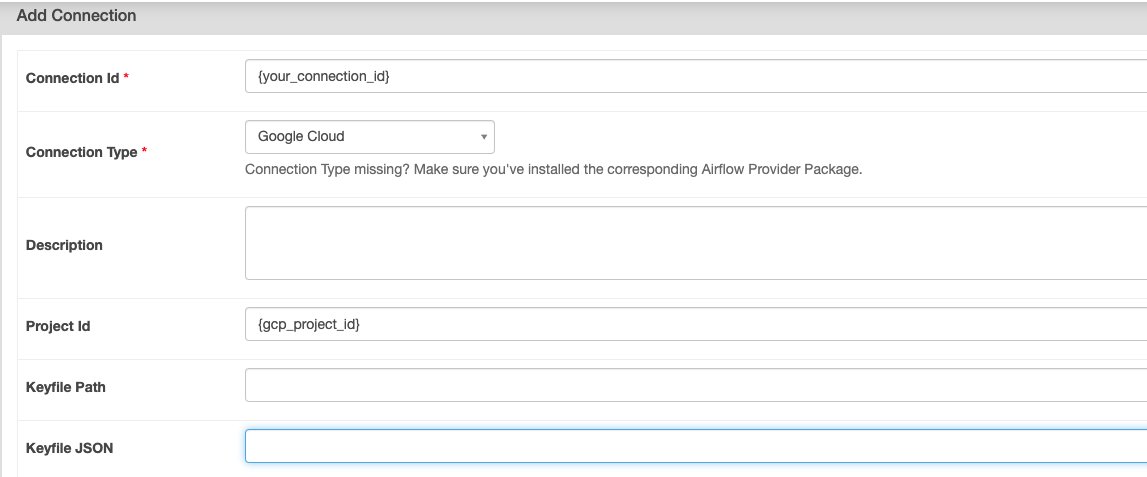 Add Connection
Connection Id *
{your_connection_id}
Connection Type *
Google Cloud
Connection Type missing? Make sure you've installed the corresponding Airflow Provider Package.
Description
Project Id
{gcp_project_id}
Keyfile Path
Keyfile JSON